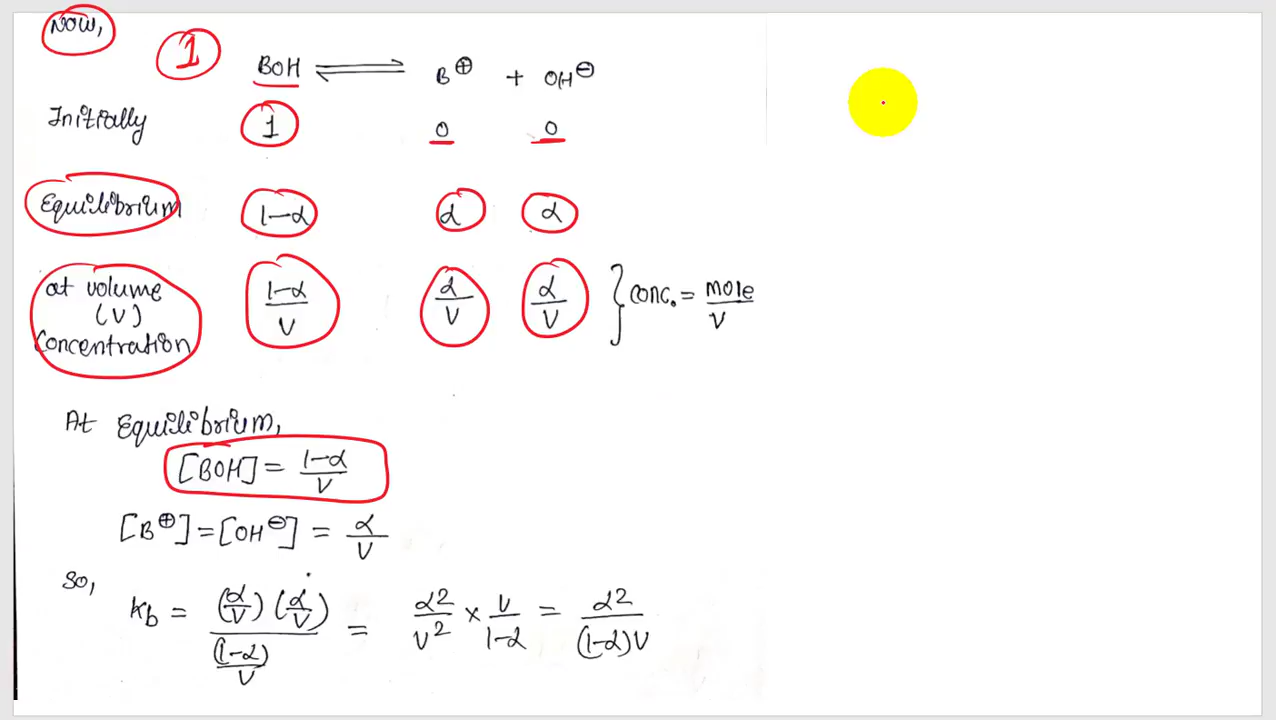 Now,
1
BOH ⇌ B⊕ + OH⊖
Initially 1 0 0
Equilibrium 1-α α α
at volume (V) Concentration (1-α)/V α/V α/V } Conc. = mole/V
At Equilibrium,
[BOH] = (1-α)/V
[B⊕] = [OH⊖] = α/V
So,
Kb = (α/V)(α/V) / ((1-α)/V) = α²/V² × V/(1-α) = α²/((1-α)V)